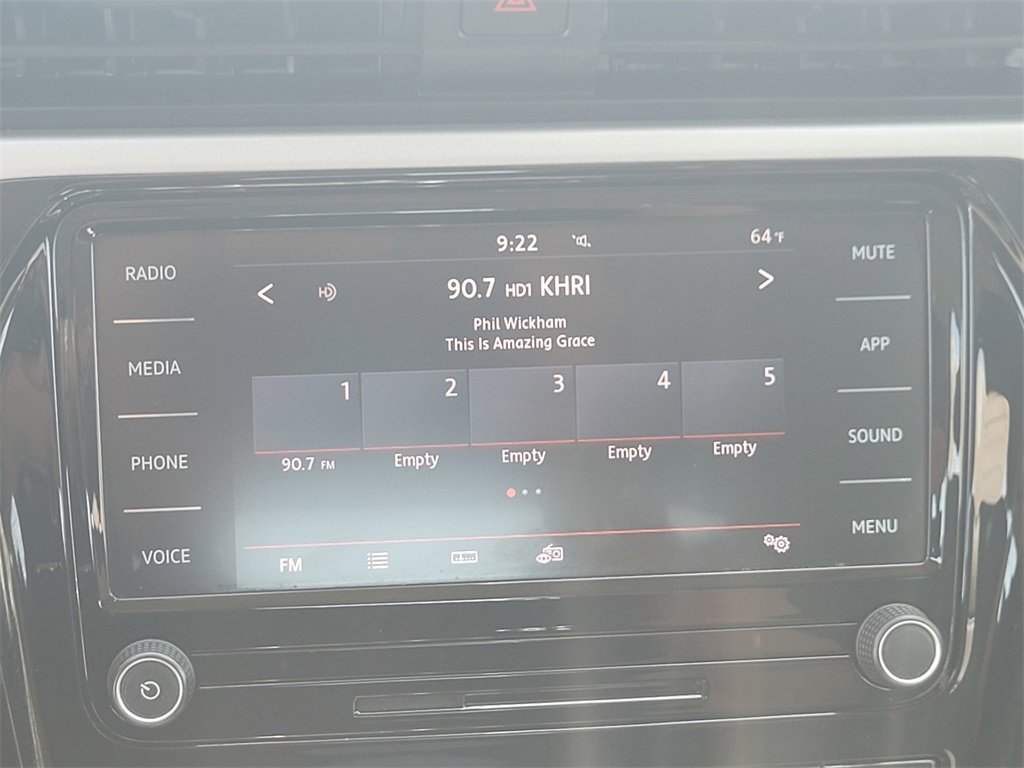 9:22
64°F
RADIO
MEDIA
PHONE
VOICE
< HD >
90.7 HD1 KHRI
Phil Wickham
This Is Amazing Grace
1 2 3 4 5
90.7 FM Empty Empty Empty Empty
FM
MUTE
APP
SOUND
MENU